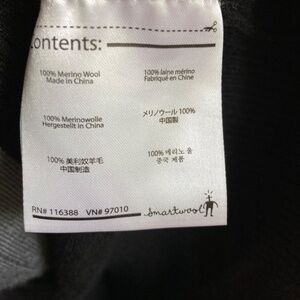 Contents:
100% Merino Wool
Made in China
100% laine mérino
Fabriqué en Chine
100% Merinowolle
Hergestellt in China
メリノウール 100%
中国製
100% 美利奴羊毛
中国制造
100% 메리노 울
중국 제품
RN# 116388 VN# 97010
Smartwool